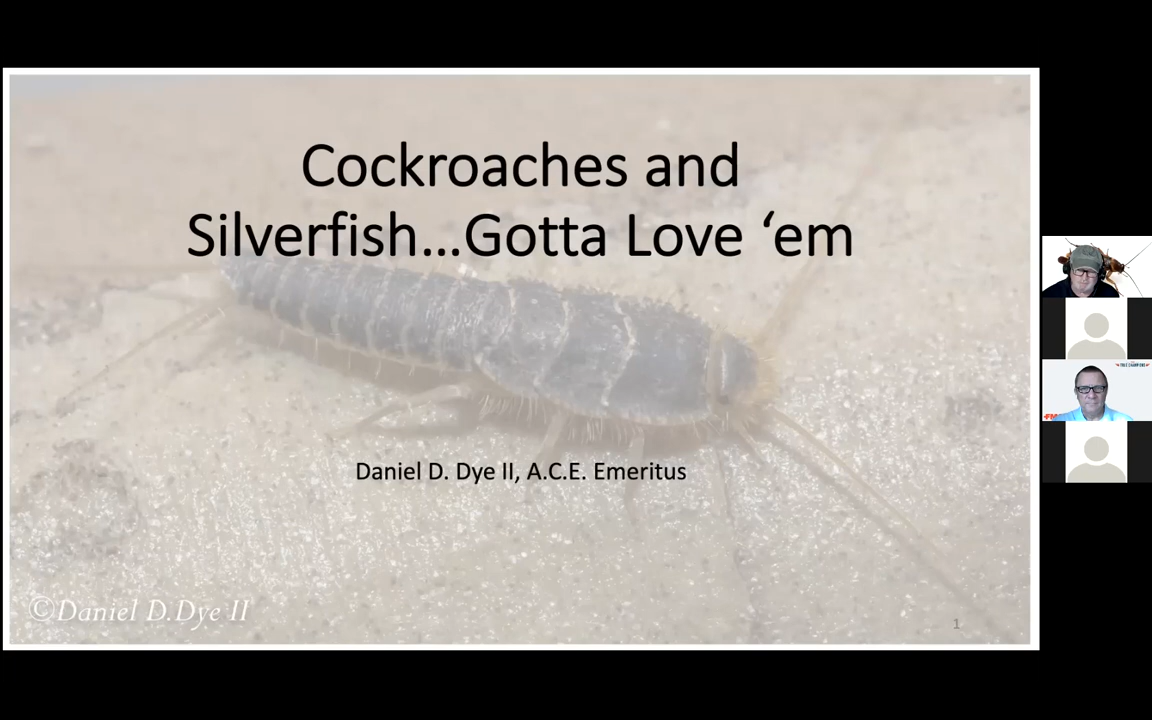 Cockroaches and
Silverfish…Gotta Love ‘em
Daniel D. Dye II, A.C.E. Emeritus
©Daniel D.Dye II
1